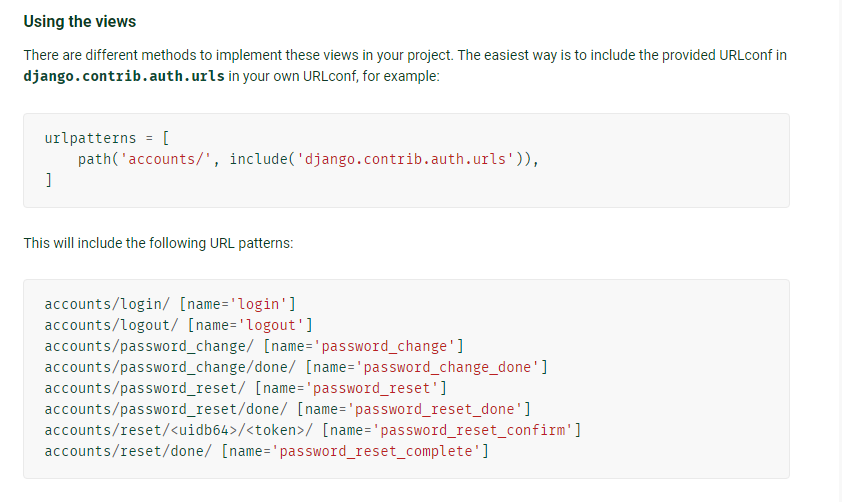 Using the views
There are different methods to implement these views in your project. The easiest way is to include the provided URLconf in
django.contrib.auth.urls in your own URLconf, for example:
urlpatterns = [
    path('accounts/', include('django.contrib.auth.urls')),
]
This will include the following URL patterns:
accounts/login/ [name='login']
accounts/logout/ [name='logout']
accounts/password_change/ [name='password_change']
accounts/password_change/done/ [name='password_change_done']
accounts/password_reset/ [name='password_reset']
accounts/password_reset/done/ [name='password_reset_done']
accounts/reset/<uidb64>/<token>/ [name='password_reset_confirm']
accounts/reset/done/ [name='password_reset_complete']